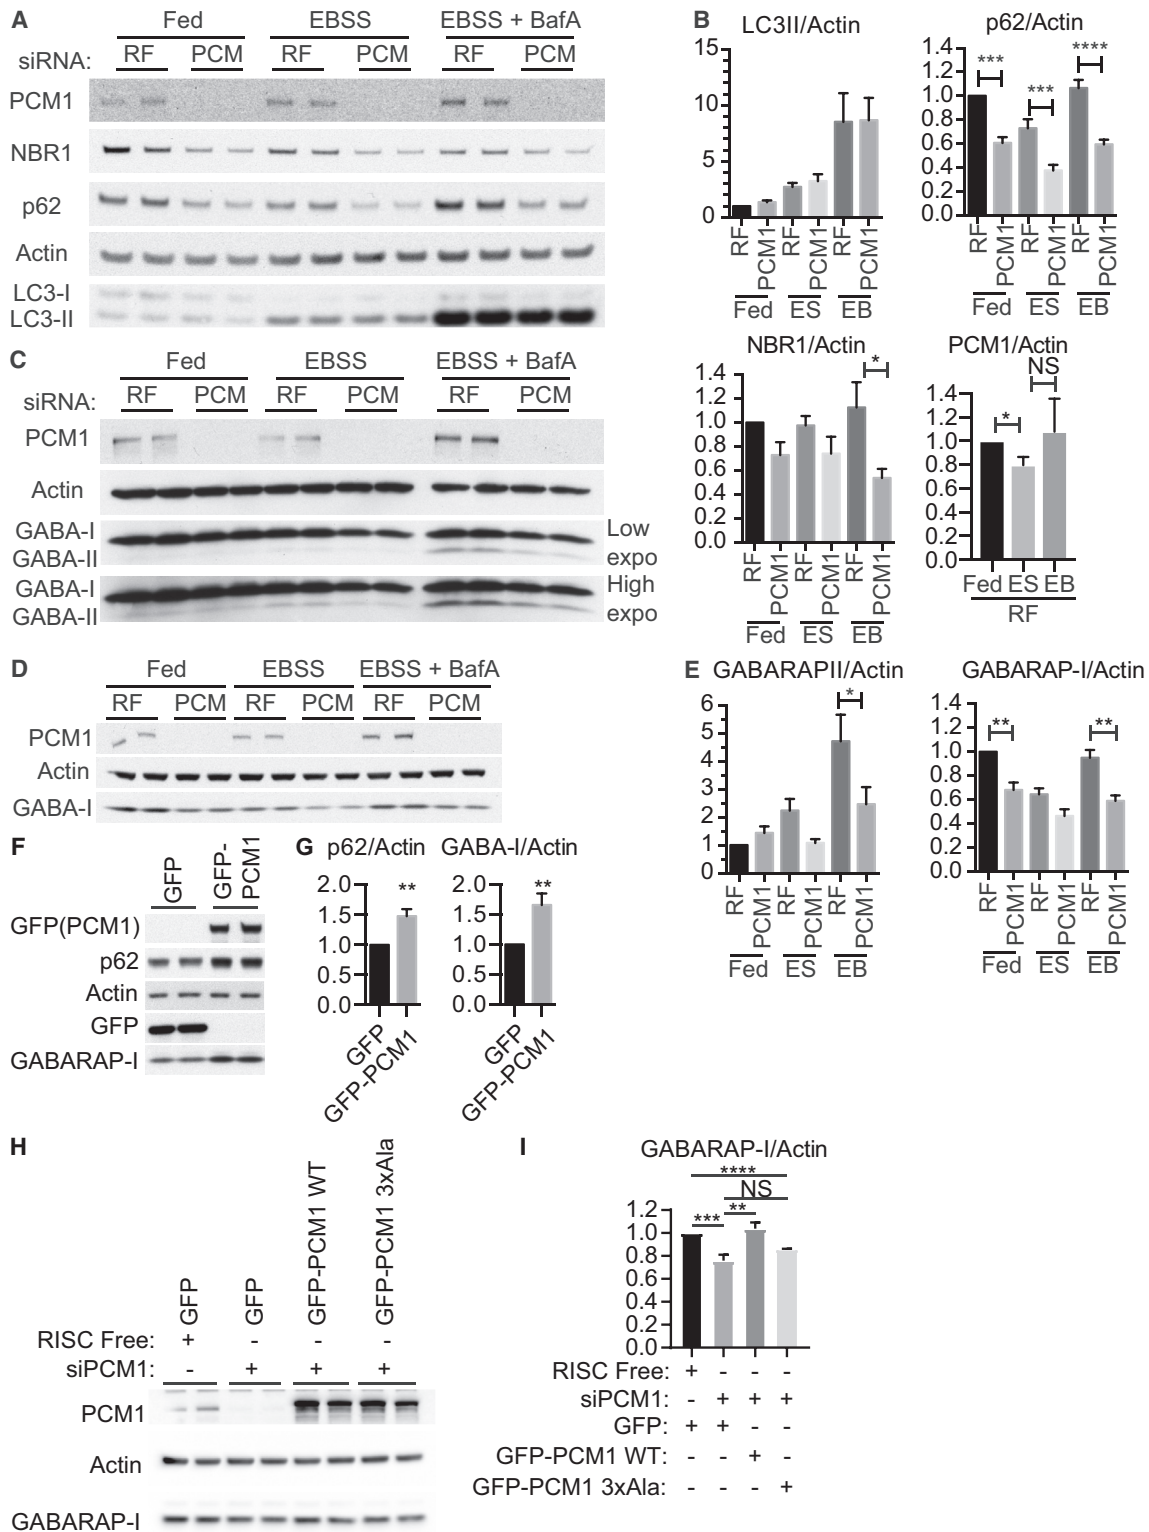 A
Fed EBSS EBSS + BafA
siRNA: RF PCM RF PCM RF PCM
PCM1
NBR1
p62
Actin
LC3-I
LC3-II
B
LC3II/Actin
15
10
5
0
RF PCM1 RF PCM1 RF PCM1
Fed ES EB
p62/Actin
*** *** ****
1.4
1.2
1.0
0.8
0.6
0.4
0.2
0.0
RF PCM1 RF PCM1 RF PCM1
Fed ES EB
NBR1/Actin
*
1.4
1.2
1.0
0.8
0.6
0.4
0.2
0.0
RF PCM1 RF PCM1 RF PCM1
Fed ES EB
PCM1/Actin
NS
*
1.4
1.2
1.0
0.8
0.6
0.4
0.2
0.0
Fed ES EB
RF
C
Fed EBSS EBSS + BafA
siRNA: RF PCM RF PCM RF PCM
PCM1
Actin
GABA-I Low
GABA-II expo
GABA-I High
GABA-II expo
D
Fed EBSS EBSS + BafA
RF PCM RF PCM RF PCM
PCM1
Actin
GABA-I
E
GABARAPII/Actin
*
6
5
4
3
2
1
0
RF PCM1 RF PCM1 RF PCM1
Fed ES EB
GABARAP-I/Actin
** **
1.4
1.2
1.0
0.8
0.6
0.4
0.2
0.0
RF PCM1 RF PCM1 RF PCM1
Fed ES EB
F
GFP GFP-
PCM1
GFP(PCM1)
p62
Actin
GFP
GABARAP-I
G
p62/Actin
**
2.0
1.5
1.0
0.5
0.0
GFP
GFP-PCM1
GABA-I/Actin
**
2.0
1.5
1.0
0.5
0.0
GFP
GFP-PCM1
H
GFP GFP GFP-PCM1 WT GFP-PCM1 3xAla
RISC Free: + - - -
siPCM1: - + + +
PCM1
Actin
GABARAP-I
I
GABARAP-I/Actin
****
NS
*** **
1.2
1.0
0.8
0.6
0.4
0.2
0.0
RISC Free: + - - -
siPCM1: - + + +
GFP: + + - -
GFP-PCM1 WT: - - + -
GFP-PCM1 3xAla: - - - +